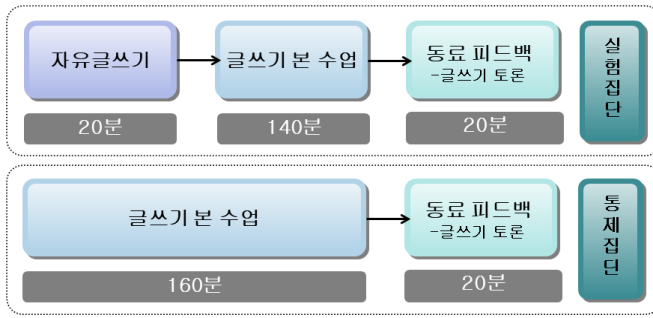 자유글쓰기
글쓰기 본 수업
동료 피드백
-글쓰기 토론
실험집단
20분
140분
20분
글쓰기 본 수업
동료 피드백
-글쓰기 토론
통제집단
160분
20분